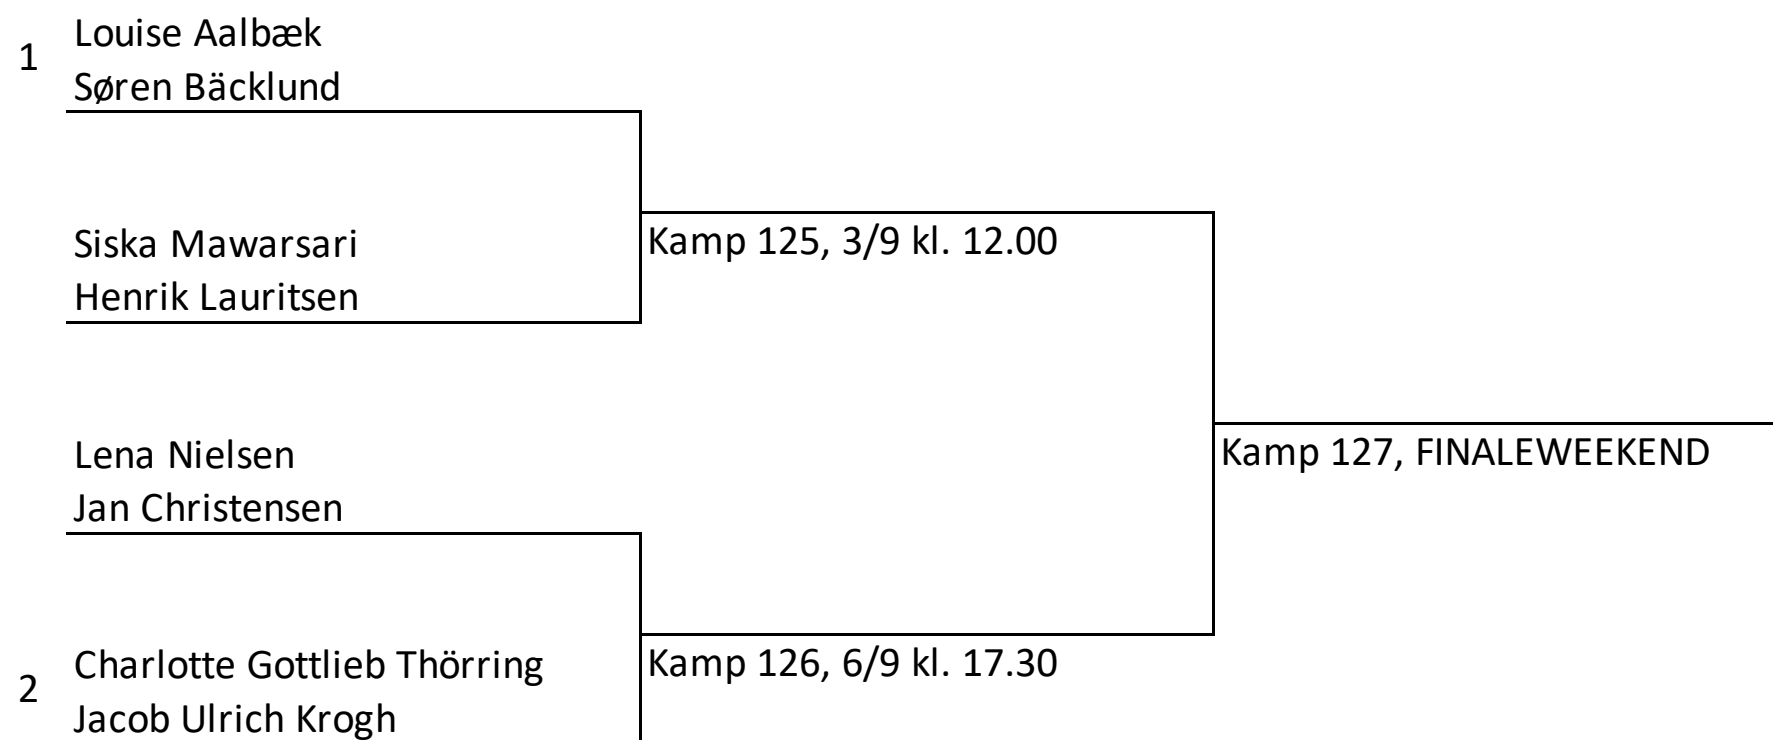 1
Louise Aalbæk
Søren Bäcklund
Siska Mawarsari
Henrik Lauritsen
Kamp 125, 3/9 kl. 12.00
Lena Nielsen
Jan Christensen
Kamp 127, FINALEWEEKEND
2
Charlotte Gottlieb Thörring
Jacob Ulrich Krogh
Kamp 126, 6/9 kl. 17.30